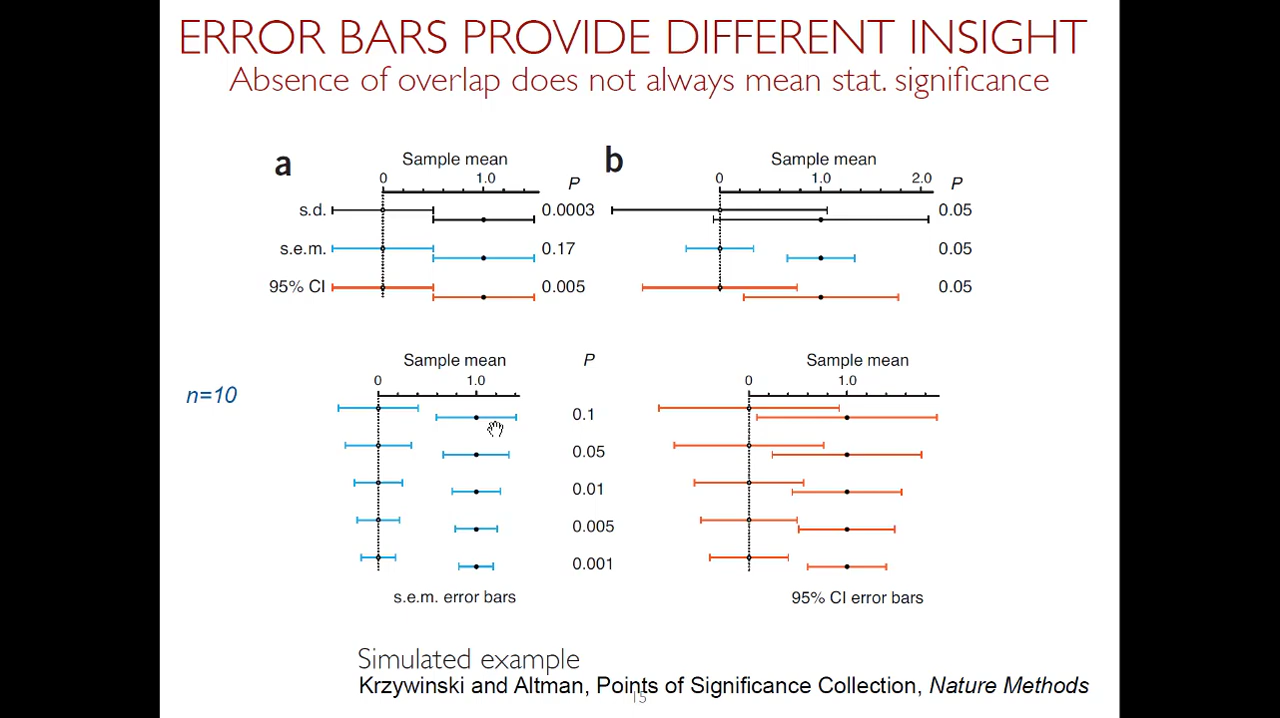 ERROR BARS PROVIDE DIFFERENT INSIGHT
Absence of overlap does not always mean stat. significance
a
Sample mean
0 1.0
P
s.d. 0.0003
s.e.m. 0.17
95% CI 0.005
b
Sample mean
0 1.0 2.0
P
0.05
0.05
0.05
n=10
Sample mean
0 1.0
P
0.1
0.05
0.01
0.005
0.001
s.e.m. error bars
Sample mean
0 1.0
95% CI error bars
Simulated example
Krzywinski and Altman, Points of Significance Collection, Nature Methods
15